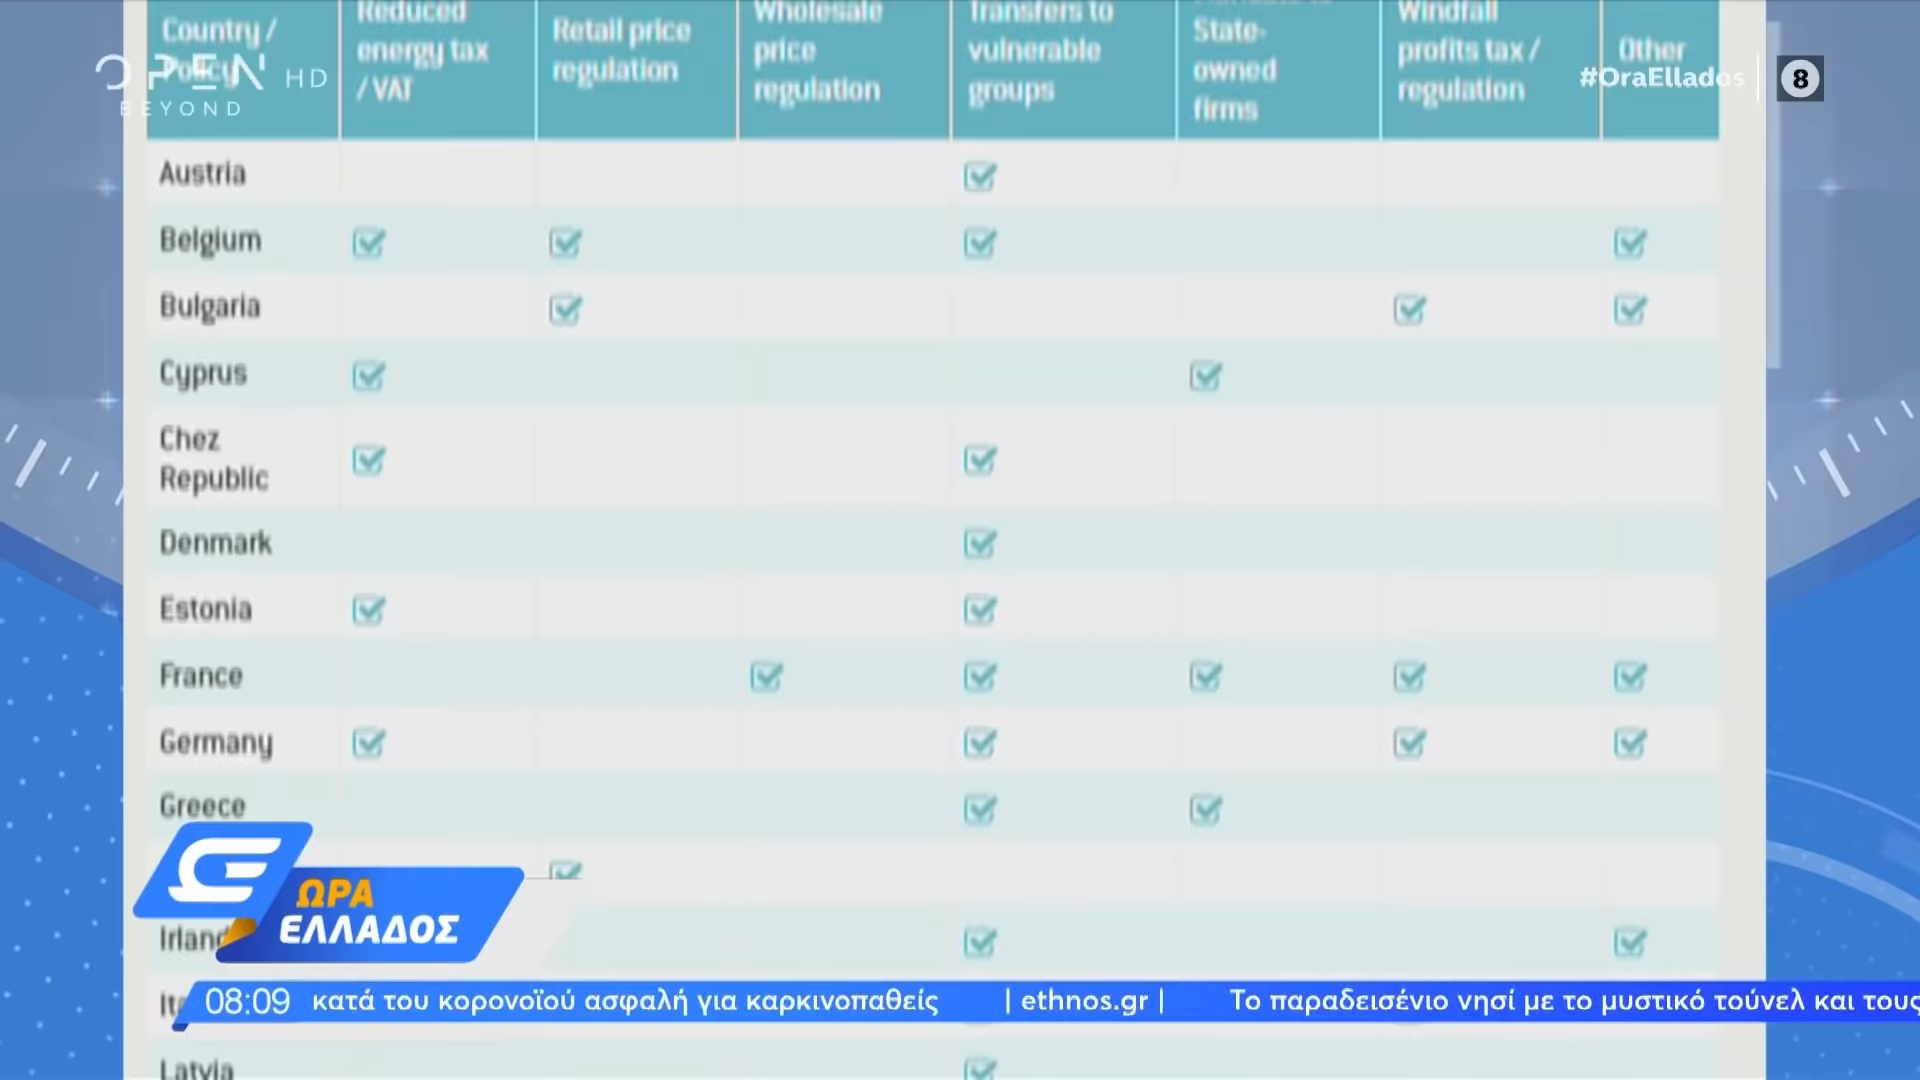 Country /
Policy
Reduced
energy tax
/ VAT
Retail price
regulation
Wholesale
price
regulation
Transfers to
vulnerable
groups
State-
owned
firms
Windfall
profits tax /
regulation
Other
OPEN HD
BEYOND
#OraEllados
8
Austria
Belgium
Bulgaria
Cyprus
Chez
Republic
Denmark
Estonia
France
Germany
Greece
Irland
Latvia
ΩΡΑ
ΕΛΛΑΔΟΣ
08:09 κατά του κορονοϊού ασφαλή για καρκινοπαθείς | ethnos.gr | Το παραδεισένιο νησί με το μυστικό τούνελ και τους